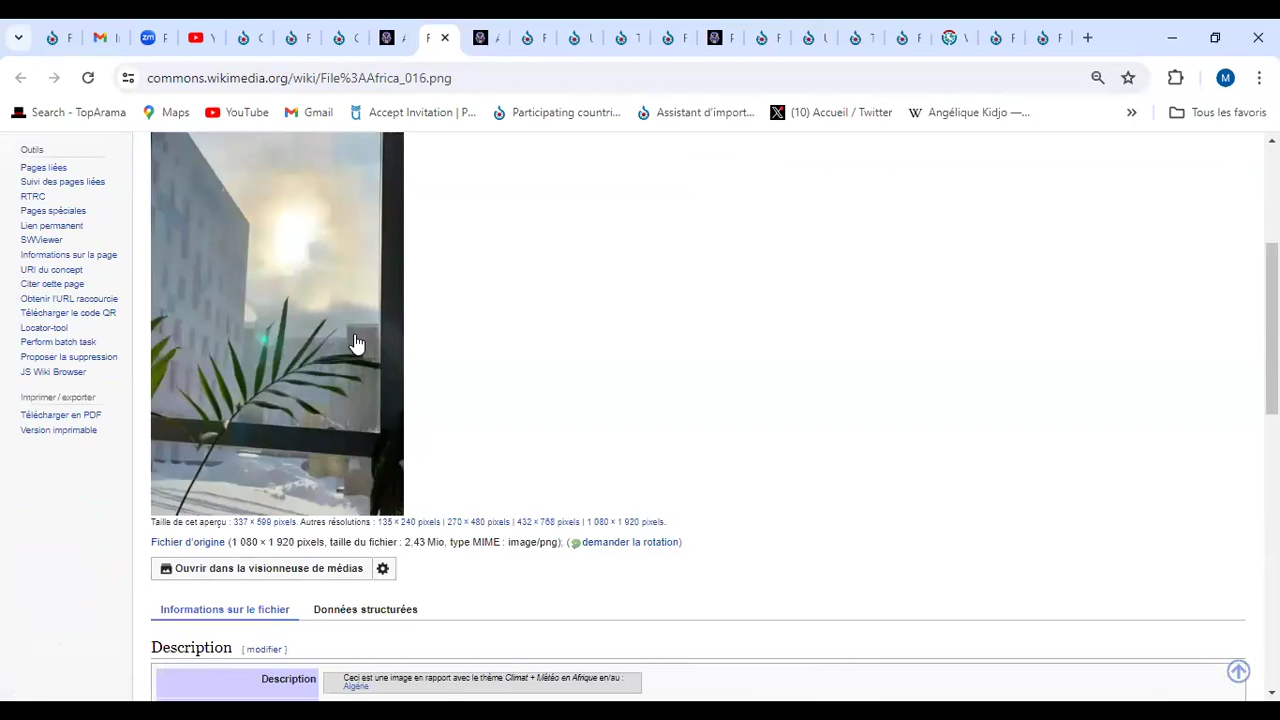 commons.wikimedia.org/wiki/File%3AAfrica_016.png
M
Search - TopArama
Maps
YouTube
Gmail
Accept Invitation | P...
Participating countri...
Assistant d'import...
(10) Accueil / Twitter
Angélique Kidjo —...
Tous les favoris
Outils
Pages liées
Suivi des pages liées
RTRC
Pages spéciales
Lien permanent
SWViewer
Informations sur la page
URI du concept
Citer cette page
Obtenir l'URL raccourcie
Télécharger le code QR
Locator-tool
Perform batch task
Proposer la suppression
JS Wiki Browser
Imprimer / exporter
Télécharger en PDF
Version imprimable
Taille de cet aperçu : 337 × 599 pixels. Autres résolutions : 135 × 240 pixels | 270 × 480 pixels | 432 × 768 pixels | 1 080 × 1 920 pixels.
Fichier d'origine (1 080 × 1 920 pixels, taille du fichier : 2,43 Mio, type MIME : image/png); (demander la rotation)
Ouvrir dans la visionneuse de médias
Informations sur le fichier
Données structurées
Description [ modifier ]
Description
Ceci est une image en rapport avec le thème Climat + Météo en Afrique en/au :
Algérie